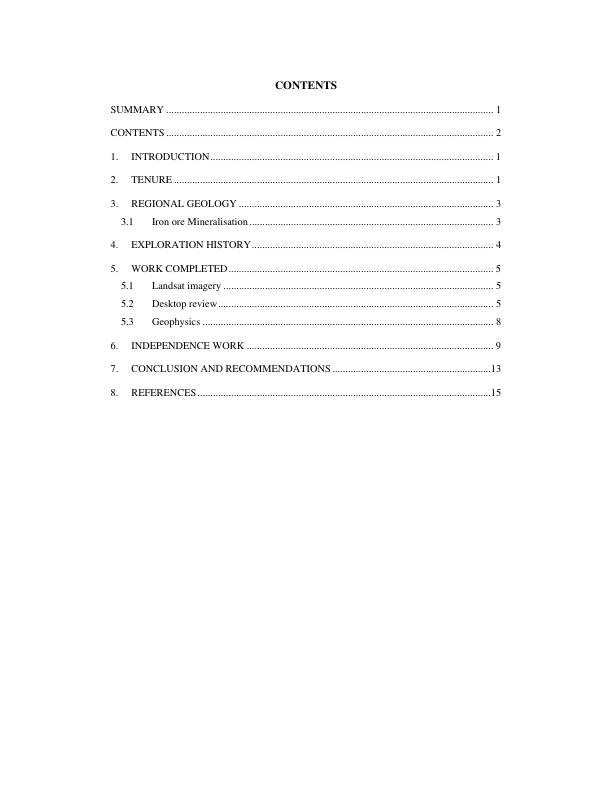 CONTENTS
SUMMARY ............................................................................................................................. 1
CONTENTS ............................................................................................................................. 2
1. INTRODUCTION ............................................................................................................. 1
2. TENURE ........................................................................................................................... 1
3. REGIONAL GEOLOGY .................................................................................................. 3
3.1 Iron ore Mineralisation .............................................................................................. 3
4. EXPLORATION HISTORY ............................................................................................. 4
5. WORK COMPLETED ...................................................................................................... 5
5.1 Landsat imagery ........................................................................................................ 5
5.2 Desktop review .......................................................................................................... 5
5.3 Geophysics ................................................................................................................ 8
6. INDEPENDENCE WORK ............................................................................................... 9
7. CONCLUSION AND RECOMMENDATIONS .............................................................13
8. REFERENCES .................................................................................................................15